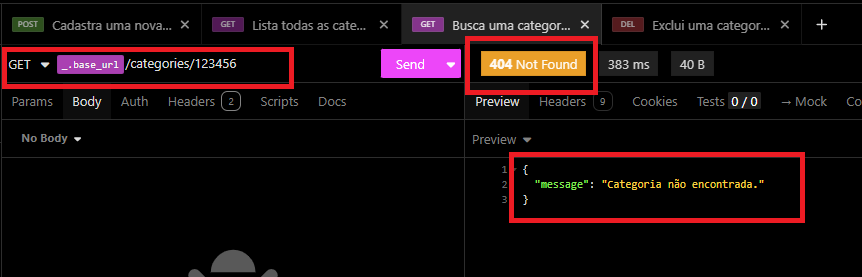 POST Cadastra uma nova... × GET Lista todas as cate... × GET Busca uma categor... × DEL Exclui uma categor... × +
GET _.base_url /categories/123456 Send 404 Not Found 383 ms 40 B
Params Body Auth Headers 2 Scripts Docs Preview Headers 9 Cookies Tests 0 / 0 → Mock Co
No Body Preview
1 {
2 "message": "Categoria não encontrada."
3 }